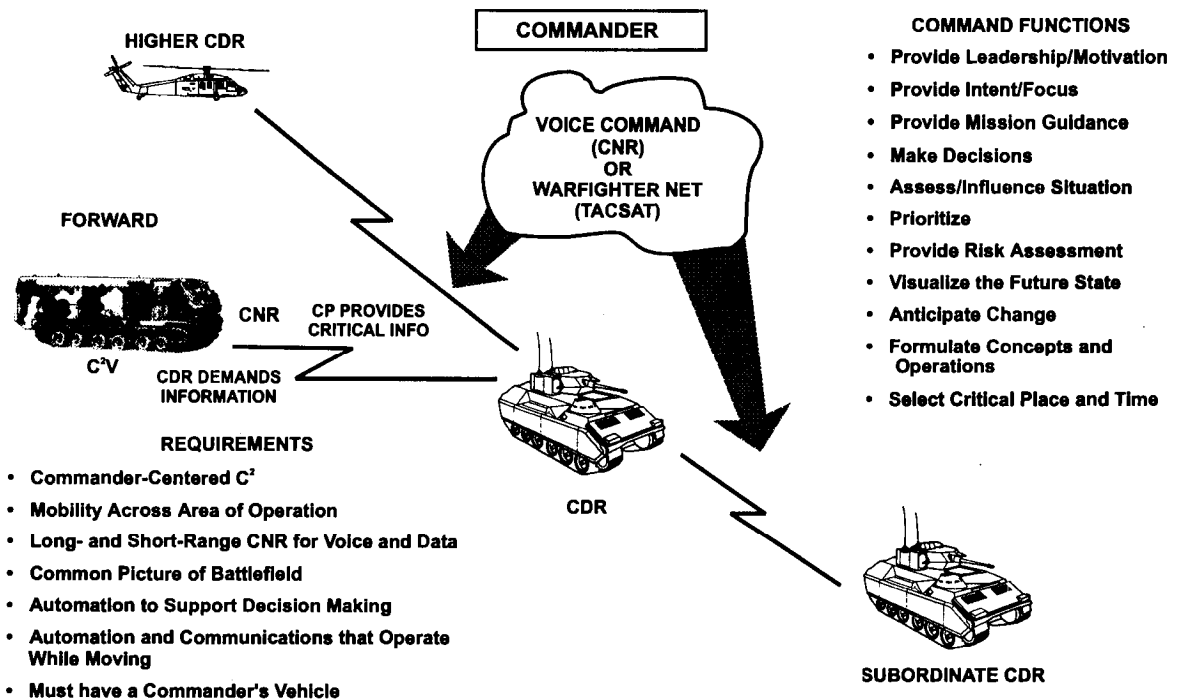 COMMANDER
HIGHER CDR
VOICE COMMAND
(CNR)
OR
WARFIGHTER NET
(TACSAT)
COMMAND FUNCTIONS
• Provide Leadership/Motivation
• Provide Intent/Focus
• Provide Mission Guidance
• Make Decisions
• Assess/Influence Situation
• Prioritize
• Provide Risk Assessment
• Visualize the Future State
• Anticipate Change
• Formulate Concepts and
Operations
• Select Critical Place and Time
FORWARD
C²V
CNR
CP PROVIDES
CRITICAL INFO
CDR DEMANDS
INFORMATION
CDR
SUBORDINATE CDR
REQUIREMENTS
• Commander-Centered C²
• Mobility Across Area of Operation
• Long- and Short-Range CNR for Voice and Data
• Common Picture of Battlefield
• Automation to Support Decision Making
• Automation and Communications that Operate
While Moving
• Must have a Commander's Vehicle